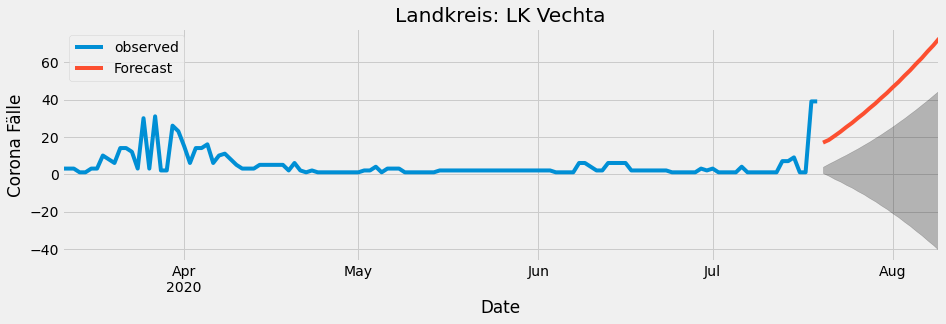 Landkreis: LK Vechta
observed
Forecast
Corona Fälle
60
40
20
0
−20
−40
Apr
2020
May
Jun
Jul
Aug
Date